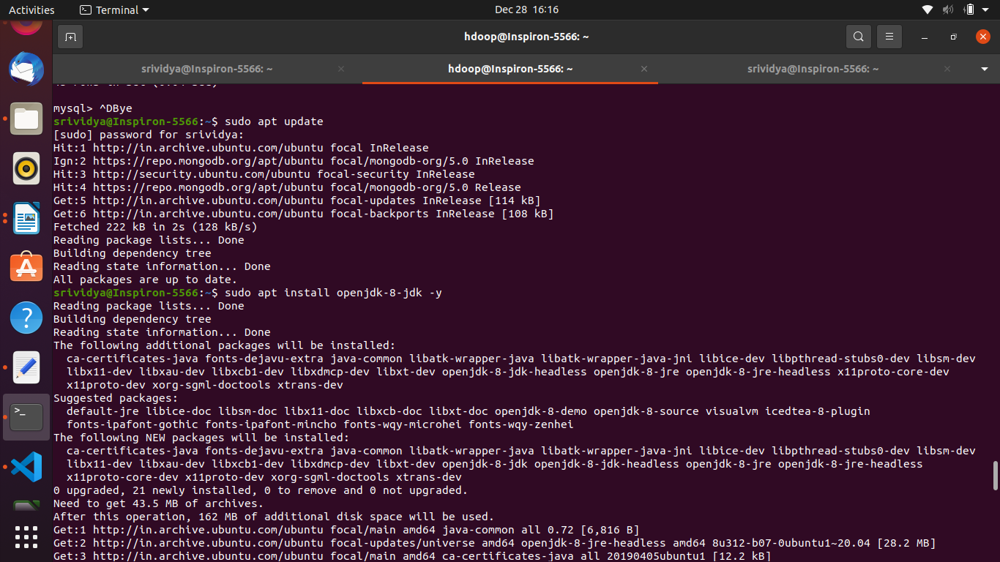 Activities
Terminal
Dec 28 16:16
hdoop@Inspiron-5566: ~
srividya@Inspiron-5566: ~
hdoop@Inspiron-5566: ~
srividya@Inspiron-5566: ~
mysql> ^DBye
srividya@Inspiron-5566:~$ sudo apt update
[sudo] password for srividya:
Hit:1 http://in.archive.ubuntu.com/ubuntu focal InRelease
Ign:2 https://repo.mongodb.org/apt/ubuntu focal/mongodb-org/5.0 InRelease
Hit:3 http://security.ubuntu.com/ubuntu focal-security InRelease
Hit:4 https://repo.mongodb.org/apt/ubuntu focal/mongodb-org/5.0 Release
Get:5 http://in.archive.ubuntu.com/ubuntu focal-updates InRelease [114 kB]
Get:6 http://in.archive.ubuntu.com/ubuntu focal-backports InRelease [108 kB]
Fetched 222 kB in 2s (128 kB/s)
Reading package lists... Done
Building dependency tree
Reading state information... Done
All packages are up to date.
srividya@Inspiron-5566:~$ sudo apt install openjdk-8-jdk -y
Reading package lists... Done
Building dependency tree
Reading state information... Done
The following additional packages will be installed:
ca-certificates-java fonts-dejavu-extra java-common libatk-wrapper-java libatk-wrapper-java-jni libice-dev libpthread-stubs0-dev libsm-dev
libx11-dev libxau-dev libxcb1-dev libxdmcp-dev libxt-dev openjdk-8-jdk-headless openjdk-8-jre openjdk-8-jre-headless x11proto-core-dev
x11proto-dev xorg-sgml-doctools xtrans-dev
Suggested packages:
default-jre libice-doc libsm-doc libx11-doc libxcb-doc libxt-doc openjdk-8-demo openjdk-8-source visualvm icedtea-8-plugin
fonts-ipafont-gothic fonts-ipafont-mincho fonts-wqy-microhei fonts-wqy-zenhei
The following NEW packages will be installed:
ca-certificates-java fonts-dejavu-extra java-common libatk-wrapper-java libatk-wrapper-java-jni libice-dev libpthread-stubs0-dev libsm-dev
libx11-dev libxau-dev libxcb1-dev libxdmcp-dev libxt-dev openjdk-8-jdk openjdk-8-jdk-headless openjdk-8-jre openjdk-8-jre-headless
x11proto-core-dev x11proto-dev xorg-sgml-doctools xtrans-dev
0 upgraded, 21 newly installed, 0 to remove and 0 not upgraded.
Need to get 43.5 MB of archives.
After this operation, 162 MB of additional disk space will be used.
Get:1 http://in.archive.ubuntu.com/ubuntu focal/main amd64 java-common all 0.72 [6,816 B]
Get:2 http://in.archive.ubuntu.com/ubuntu focal-updates/universe amd64 openjdk-8-jre-headless amd64 8u312-b07-0ubuntu1~20.04 [28.2 MB]
Get:3 http://in.archive.ubuntu.com/ubuntu focal/main amd64 ca-certificates-java all 20190405ubuntu1 [12.2 kB]